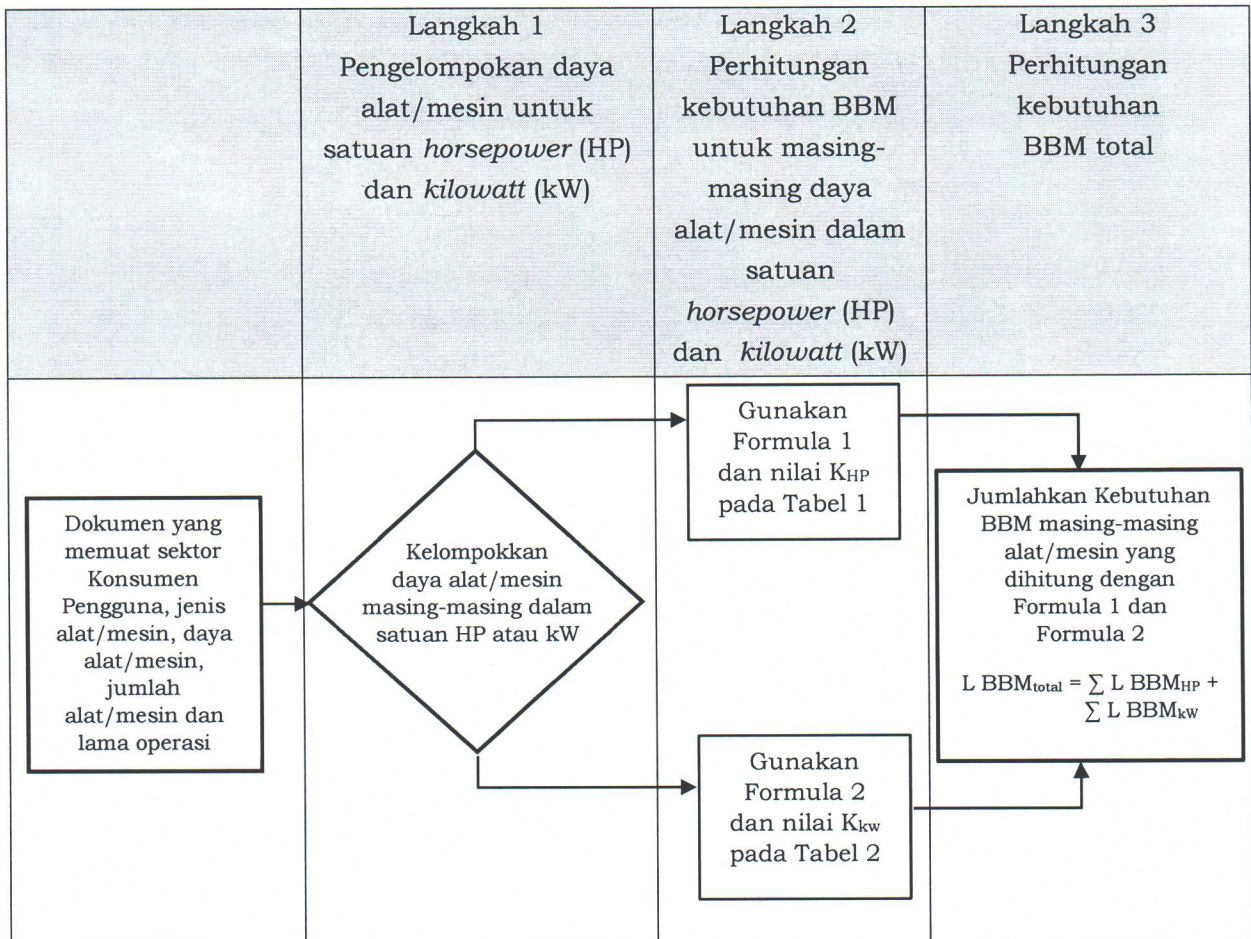 Langkah 1
Pengelompokan daya
alat/mesin untuk
satuan horsepower (HP)
dan kilowatt (kW)
Langkah 2
Perhitungan
kebutuhan BBM
untuk masing-
masing daya
alat/mesin dalam
satuan
horsepower (HP)
dan kilowatt (kW)
Langkah 3
Perhitungan
kebutuhan
BBM total
Dokumen yang
memuat sektor
Konsumen
Pengguna, jenis
alat/mesin, daya
alat/mesin,
jumlah
alat/mesin dan
lama operasi
Kelompokkan
daya alat/mesin
masing-masing dalam
satuan HP atau kW
Gunakan
Formula 1
dan nilai KHP
pada Tabel 1
Gunakan
Formula 2
dan nilai Kkw
pada Tabel 2
Jumlahkan Kebutuhan
BBM masing-masing
alat/mesin yang
dihitung dengan
Formula 1 dan
Formula 2
L BBMtotal = ∑ L BBMHP +
∑ L BBMkW